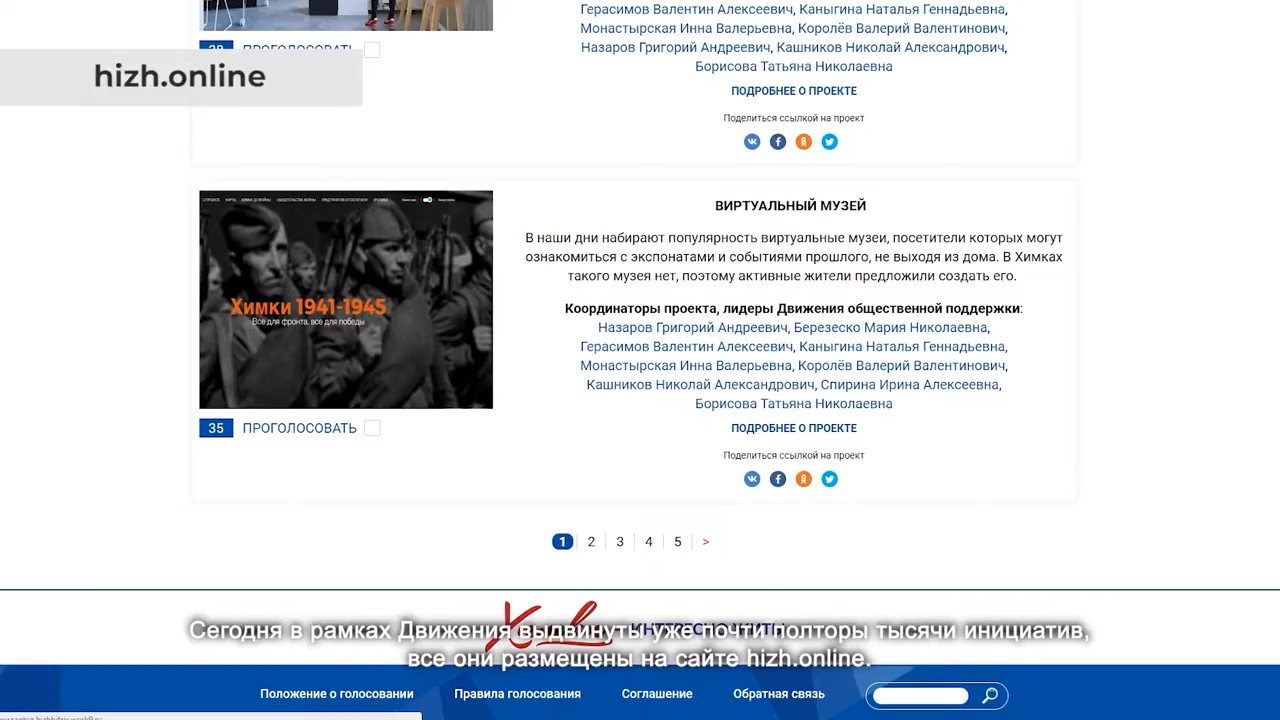 Герасимов Валентин Алексеевич, Каныгина Наталья Геннадьевна,
Монастырская Инна Валерьевна, Королёв Валерий Валентинович,
Назаров Григорий Андреевич, Кашников Николай Александрович,
Борисова Татьяна Николаевна
ПОДРОБНЕЕ О ПРОЕКТЕ
Поделиться ссылкой на проект
ПРОГОЛОСОВАТЬ
hizh.online
Химки 1941-1945
Все для фронта, все для победы
35 ПРОГОЛОСОВАТЬ
ВИРТУАЛЬНЫЙ МУЗЕЙ
В наши дни набирают популярность виртуальные музеи, посетители которых могут
ознакомиться с экспонатами и событиями прошлого, не выходя из дома. В Химках
такого музея нет, поэтому активные жители предложили создать его.
Координаторы проекта, лидеры Движения общественной поддержки:
Назаров Григорий Андреевич, Березеско Мария Николаевна,
Герасимов Валентин Алексеевич, Каныгина Наталья Геннадьевна,
Монастырская Инна Валерьевна, Королёв Валерий Валентинович,
Кашников Николай Александрович, Спирина Ирина Алексеевна,
Борисова Татьяна Николаевна
ПОДРОБНЕЕ О ПРОЕКТЕ
Поделиться ссылкой на проект
1 2 3 4 5 >
Сегодня в рамках Движения выдвинуты уже почти полторы тысячи инициатив,
все они размещены на сайте hizh.online.
Положение о голосовании Правила голосования Соглашение Обратная связь